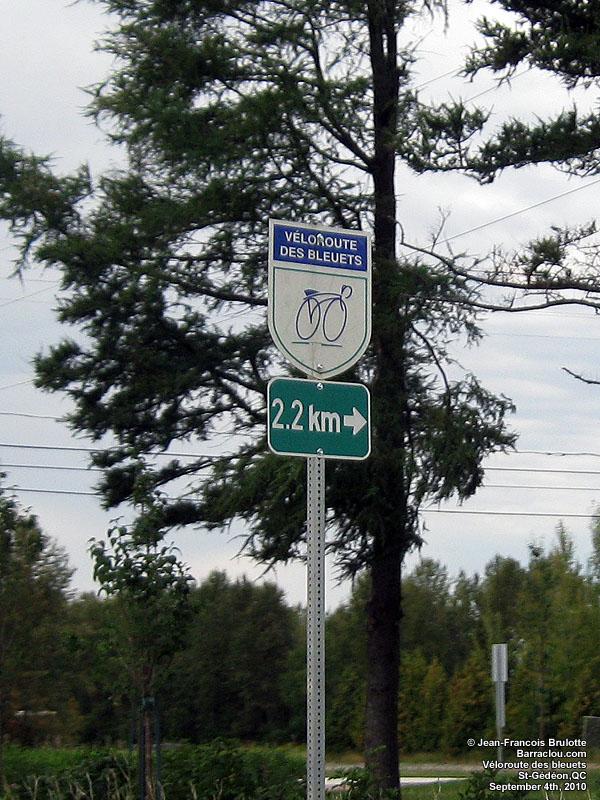 VÉLOROUTE
DES BLEUETS
2.2 km
© Jean-François Brulotte
Barraclou.com
Véloroute des bleuets
St-Gédéon,QC
September 4th, 2010